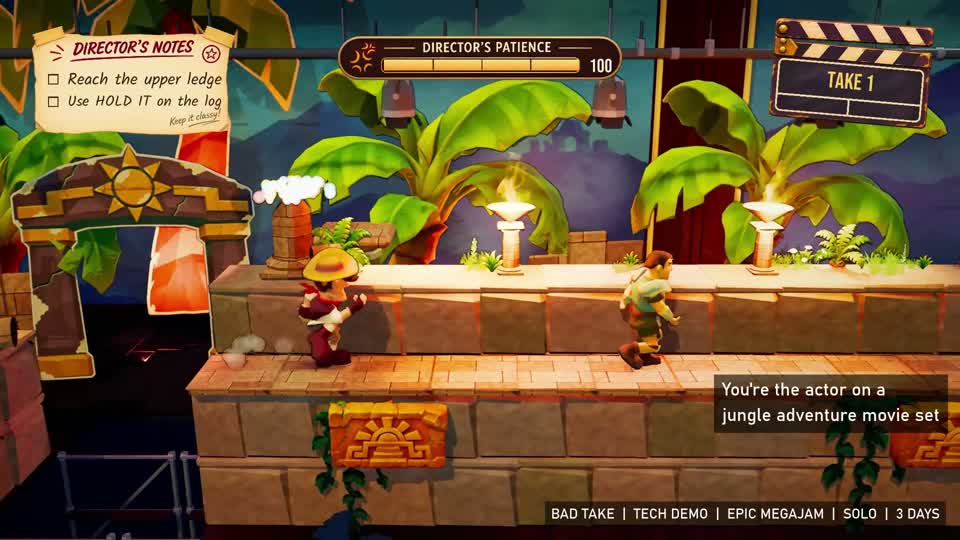 DIRECTOR'S NOTES
Reach the upper ledge
Use HOLD IT on the log
Keep it classy!
DIRECTOR'S PATIENCE
100
TAKE 1
You're the actor on a
jungle adventure movie set
BAD TAKE | TECH DEMO | EPIC MEGAJAM | SOLO | 3 DAYS